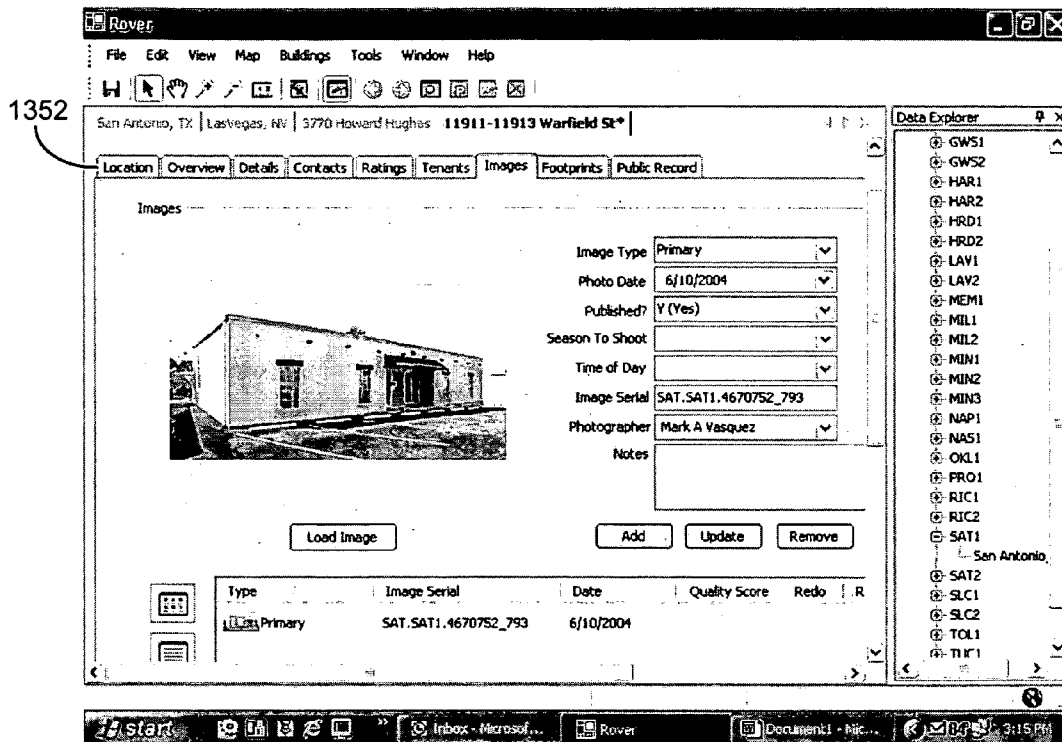 Rover
File Edit View Map Buildings Tools Window Help
1352
San Antonio, TX LasVegas, NV 3770 Howard Hughes 11911-11913 Warfield St*
Data Explorer
Location Overview Details Contacts Ratings Tenants Images Footprints Public Record
Images
Image Type Primary
Photo Date 6/10/2004
Published? Y (Yes)
Season To Shoot
Time of Day
Image Serial SAT.SAT1.4670752_793
Photographer Mark A Vasquez
Notes
Load Image
Add Update Remove
Type Image Serial Date Quality Score Redo R
Primary SAT.SAT1.4670752_793 6/10/2004
GWS1
GWS2
HAR1
HAR2
HRD1
HRD2
LAV1
LAV2
MEM1
MIL1
MIL2
MIN1
MIN2
MIN3
NAP1
NAS1
OKL1
PRO1
RIC1
RIC2
SAT1
San Antonio,
SAT2
SLC1
SLC2
TOL1
TUC1
start Inbox - Microsof... Rover Document1 - Mic... 3:15 PM